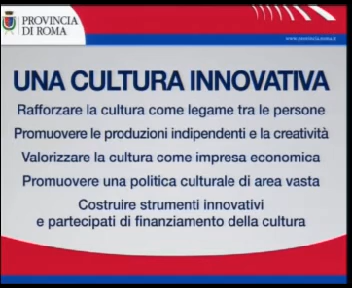 PROVINCIA
DI ROMA
www.provincia.roma.it
UNA CULTURA INNOVATIVA
Rafforzare la cultura come legame tra le persone
Promuovere le produzioni indipendenti e la creatività
Valorizzare la cultura come impresa economica
Promuovere una politica culturale di area vasta
Costruire strumenti innovativi
e partecipati di finanziamento della cultura